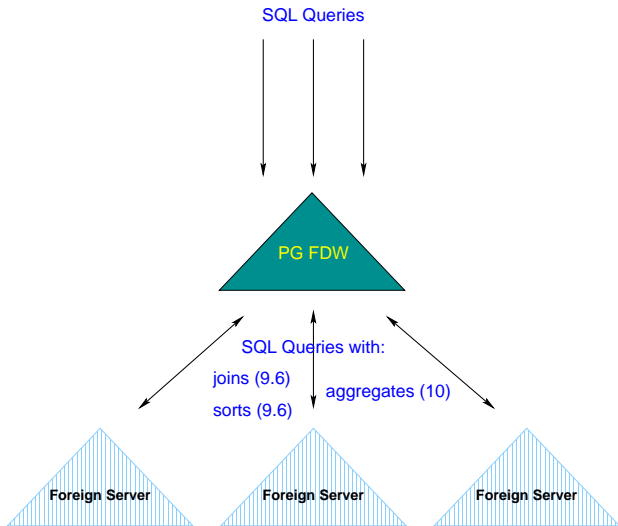 SQL Queries
PG FDW
SQL Queries with:
joins (9.6)
aggregates (10)
sorts (9.6)
Foreign Server
Foreign Server
Foreign Server